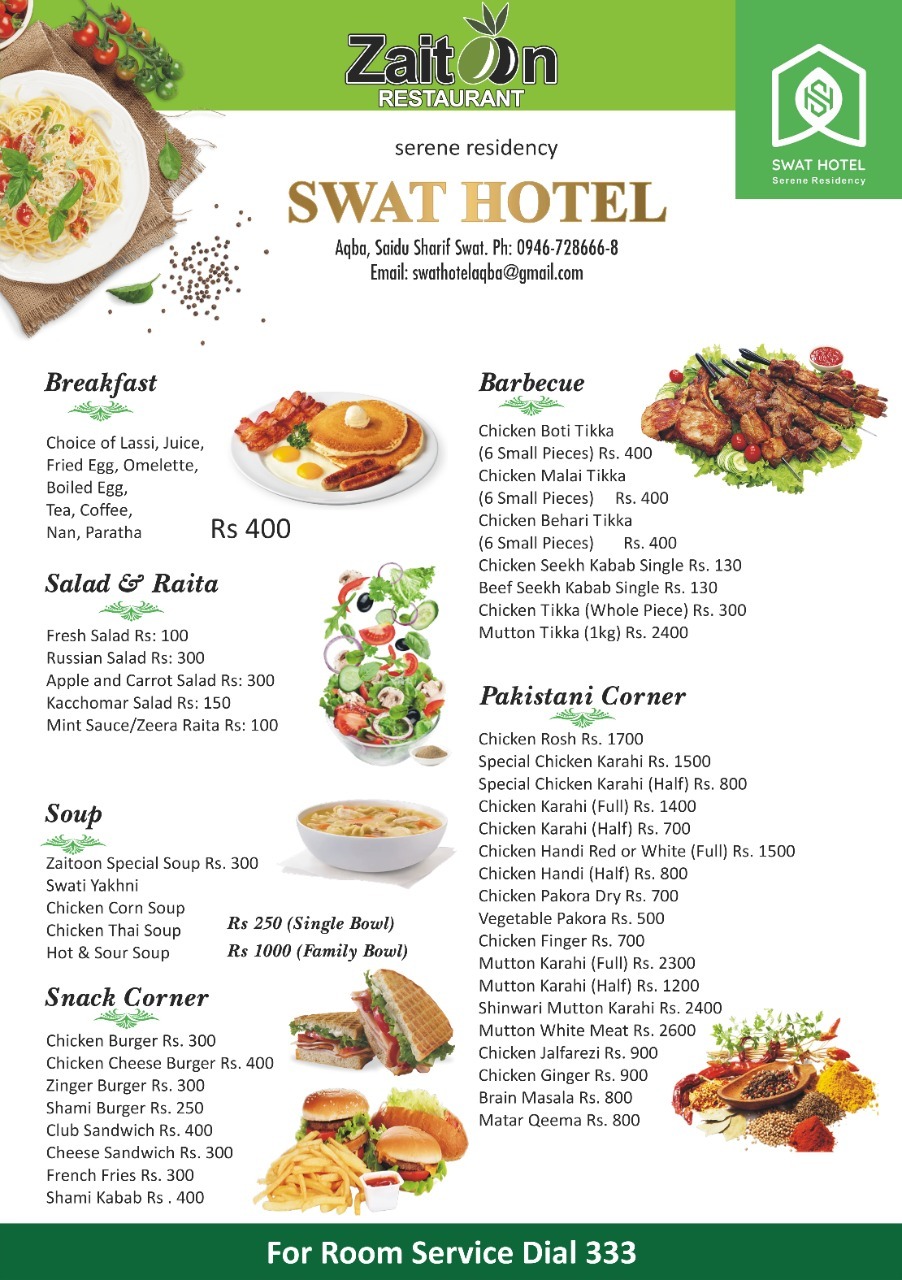 Zaitoon
RESTAURANT
SWAT HOTEL
Serene Residency
serene residency
SWAT HOTEL
Aqba, Saidu Sharif Swat. Ph: 0946-728666-8
Email: swathotelaqba@gmail.com
Breakfast
Choice of Lassi, Juice,
Fried Egg, Omelette,
Boiled Egg,
Tea, Coffee,
Nan, Paratha
Rs 400
Salad & Raita
Fresh Salad Rs: 100
Russian Salad Rs: 300
Apple and Carrot Salad Rs: 300
Kacchomar Salad Rs: 150
Mint Sauce/Zeera Raita Rs: 100
Soup
Zaitoon Special Soup Rs. 300
Swati Yakhni
Chicken Corn Soup
Chicken Thai Soup
Hot & Sour Soup
Rs 250 (Single Bowl)
Rs 1000 (Family Bowl)
Snack Corner
Chicken Burger Rs. 300
Chicken Cheese Burger Rs. 400
Zinger Burger Rs. 300
Shami Burger Rs. 250
Club Sandwich Rs. 400
Cheese Sandwich Rs. 300
French Fries Rs. 300
Shami Kabab Rs . 400
Barbecue
Chicken Boti Tikka
(6 Small Pieces) Rs. 400
Chicken Malai Tikka
(6 Small Pieces) Rs. 400
Chicken Behari Tikka
(6 Small Pieces) Rs. 400
Chicken Seekh Kabab Single Rs. 130
Beef Seekh Kabab Single Rs. 130
Chicken Tikka (Whole Piece) Rs. 300
Mutton Tikka (1kg) Rs. 2400
Pakistani Corner
Chicken Rosh Rs. 1700
Special Chicken Karahi Rs. 1500
Special Chicken Karahi (Half) Rs. 800
Chicken Karahi (Full) Rs. 1400
Chicken Karahi (Half) Rs. 700
Chicken Handi Red or White (Full) Rs. 1500
Chicken Handi (Half) Rs. 800
Chicken Pakora Dry Rs. 700
Vegetable Pakora Rs. 500
Chicken Finger Rs. 700
Mutton Karahi (Full) Rs. 2300
Mutton Karahi (Half) Rs. 1200
Shinwari Mutton Karahi Rs. 2400
Mutton White Meat Rs. 2600
Chicken Jalfarezi Rs. 900
Chicken Ginger Rs. 900
Brain Masala Rs. 800
Matar Qeema Rs. 800
For Room Service Dial 333